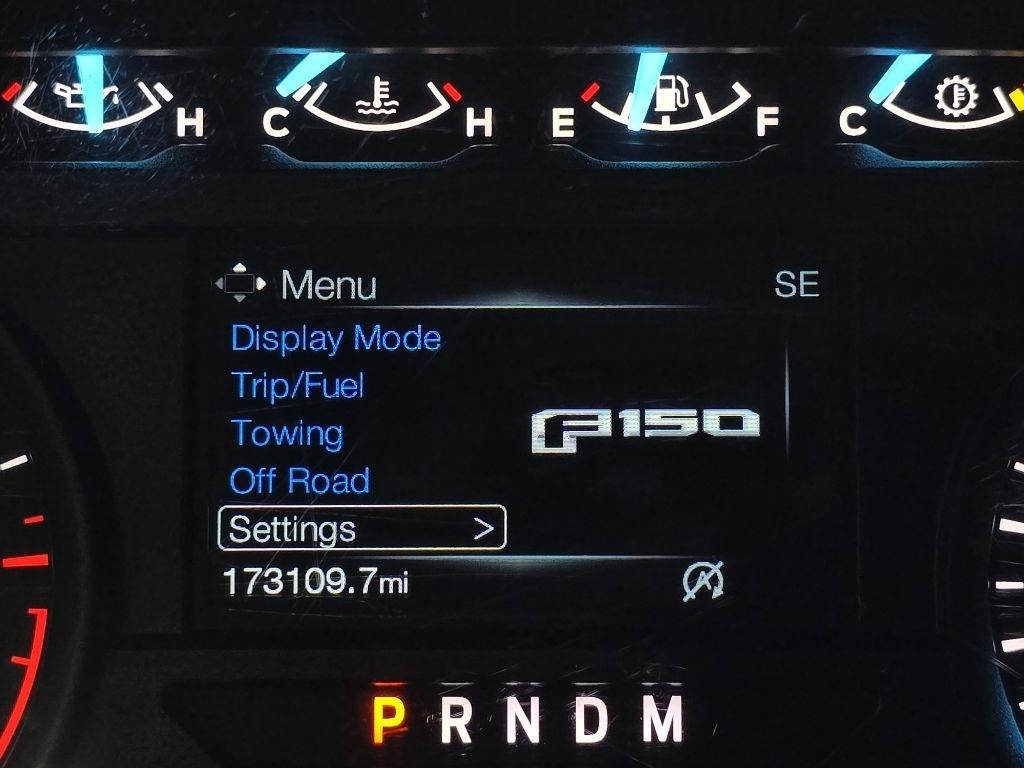 H C H E F C
Menu SE
Display Mode
Trip/Fuel
Towing
F150
Off Road
Settings >
173109.7mi
P R N D M